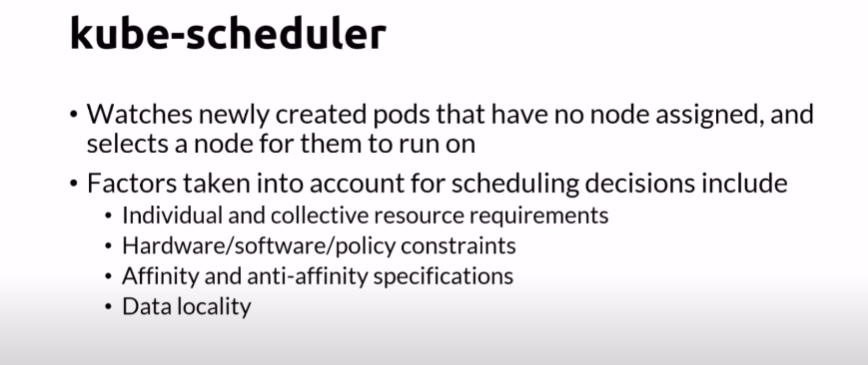 kube-scheduler
• Watches newly created pods that have no node assigned, and
selects a node for them to run on
• Factors taken into account for scheduling decisions include
• Individual and collective resource requirements
• Hardware/software/policy constraints
• Affinity and anti-affinity specifications
• Data locality